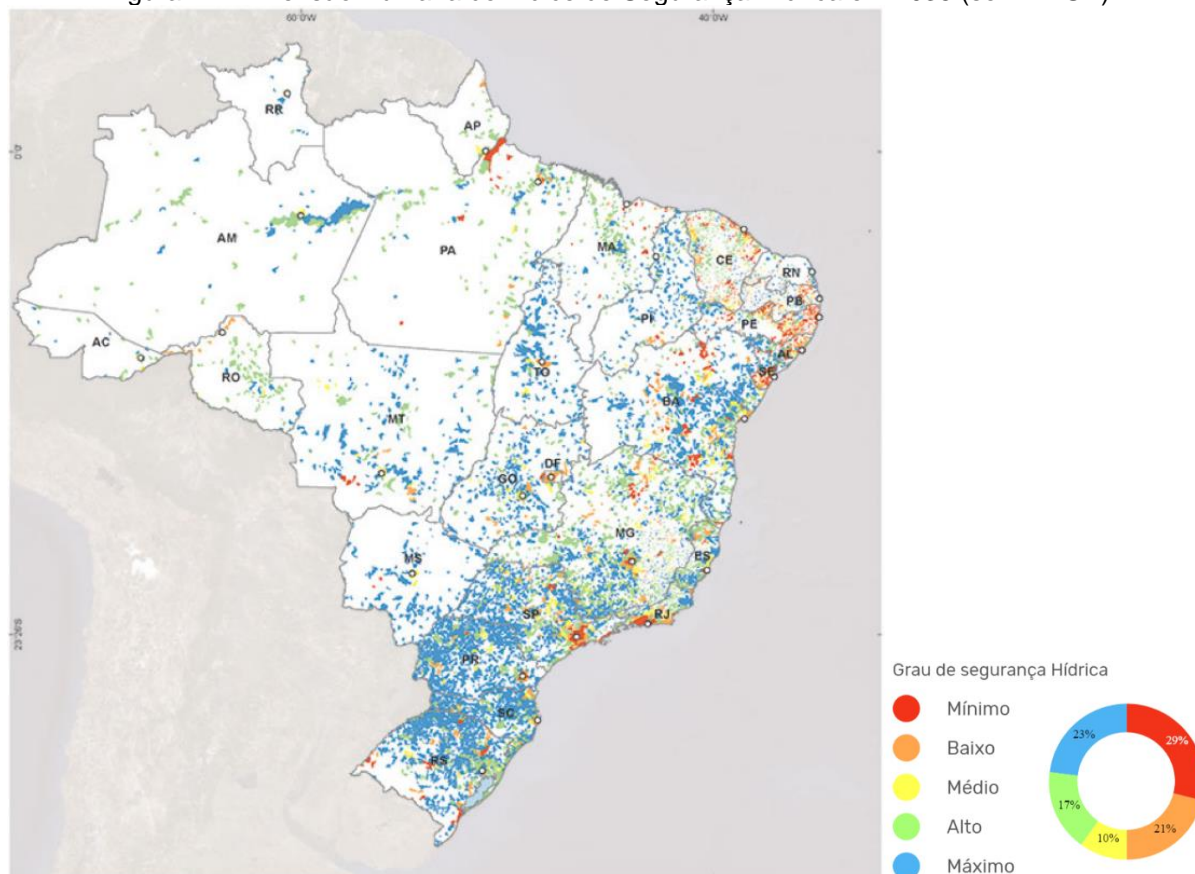 60°0'W
40°0'W
0°0'
RR
AP
AM
PA
MA
CE
RN
PB
PE
PI
AC
AL
RO
TO
SE
BA
MT
DF
GO
MG
MS
ES
SP
RJ
PR
SC
RS
Grau de segurança Hídrica
Mínimo
Baixo
Médio
Alto
Máximo
23%
29%
17%
10%
21%